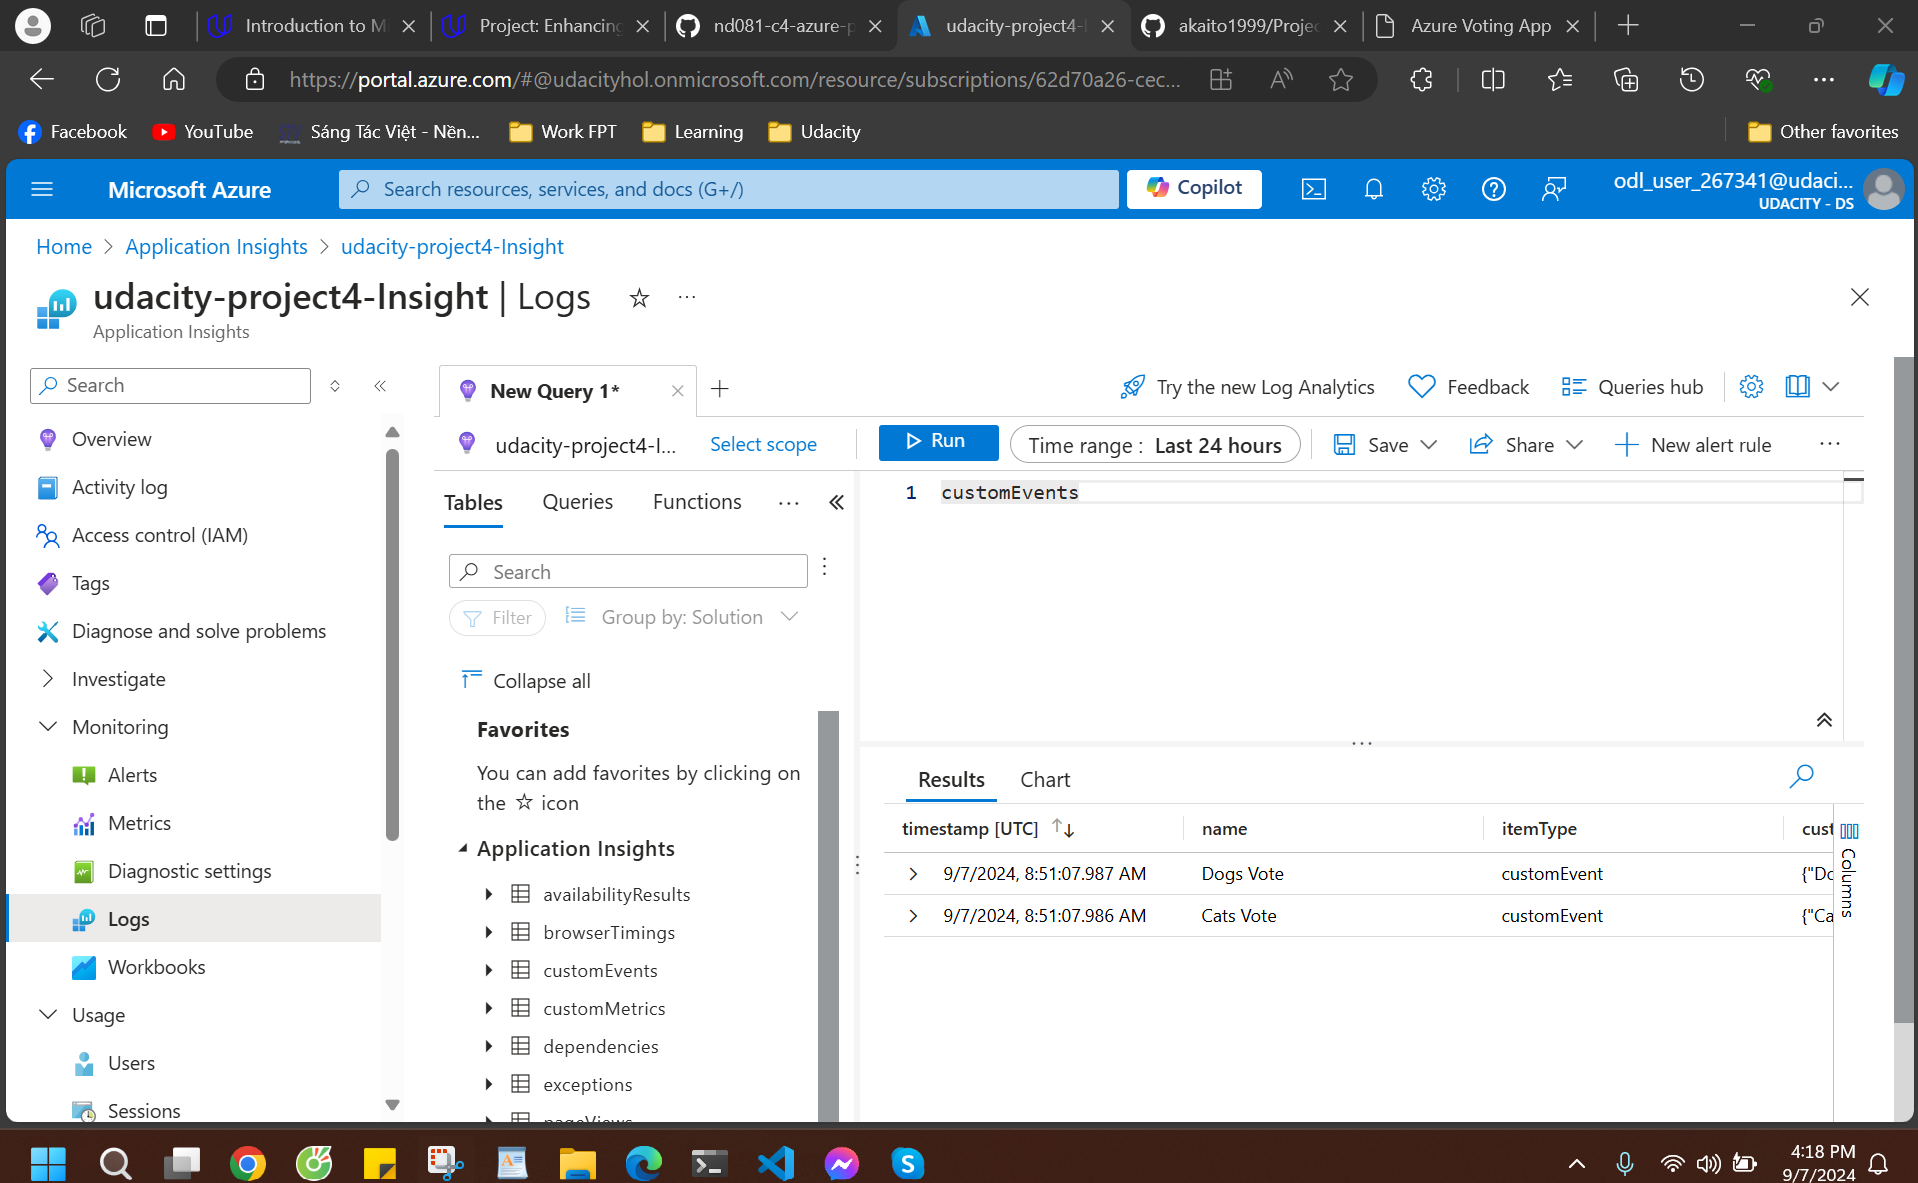 Introduction to Mi
Project: Enhancing
nd081-c4-azure-p
udacity-project4-I
akaito1999/Projec
Azure Voting App
https://portal.azure.com/#@udacityhol.onmicrosoft.com/resource/subscriptions/62d70a26-cec...
Facebook
YouTube
Sáng Tác Việt - Nền...
Work FPT
Learning
Udacity
Other favorites
Microsoft Azure
Search resources, services, and docs (G+/)
Copilot
odl_user_267341@udaci...
UDACITY - DS
Home > Application Insights > udacity-project4-Insight
udacity-project4-Insight | Logs
Application Insights
Search
Overview
Activity log
Access control (IAM)
Tags
Diagnose and solve problems
Investigate
Monitoring
Alerts
Metrics
Diagnostic settings
Logs
Workbooks
Usage
Users
Sessions
New Query 1*
Try the new Log Analytics
Feedback
Queries hub
udacity-project4-I...
Select scope
Run
Time range : Last 24 hours
Save
Share
New alert rule
Tables
Queries
Functions
Search
Filter
Group by: Solution
Collapse all
Favorites
You can add favorites by clicking on
the ☆ icon
Application Insights
availabilityResults
browserTimings
customEvents
customMetrics
dependencies
exceptions
pageViews
1 customEvents
Results
Chart
timestamp [UTC] name itemType cust
9/7/2024, 8:51:07.987 AM Dogs Vote customEvent {"Do
9/7/2024, 8:51:07.986 AM Cats Vote customEvent {"Ca
Columns
4:18 PM
9/7/2024